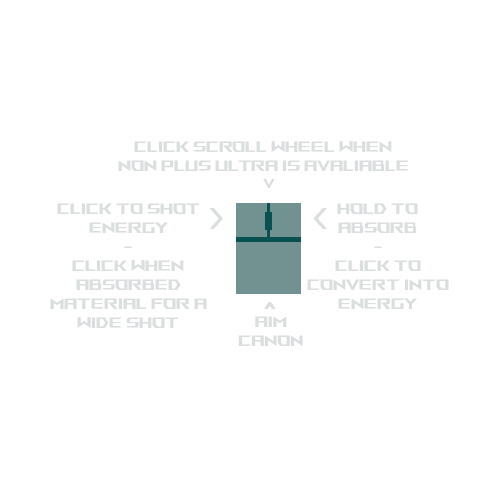 CLICK SCROLL WHEEL WHEN
NON PLUS ULTRA IS AVALIABLE
CLICK TO SHOT
ENERGY
-
CLICK WHEN
ABSORBED
MATERIAL FOR A
WIDE SHOT
HOLD TO
ABSORB
-
CLICK TO
CONVERT INTO
ENERGY
AIM
CANON